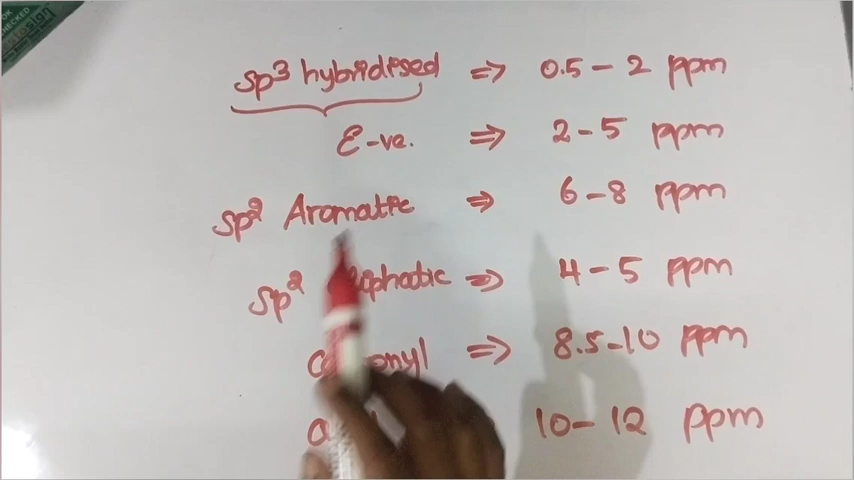 sp³ hybridised ⇒ 0.5 – 2 ppm
E -ve. ⇒ 2 – 5 ppm
sp² Aromatic ⇒ 6 – 8 ppm
sp² ⇒ 4 – 5 ppm
⇒ 8.5 – 10 ppm
10 – 12 ppm